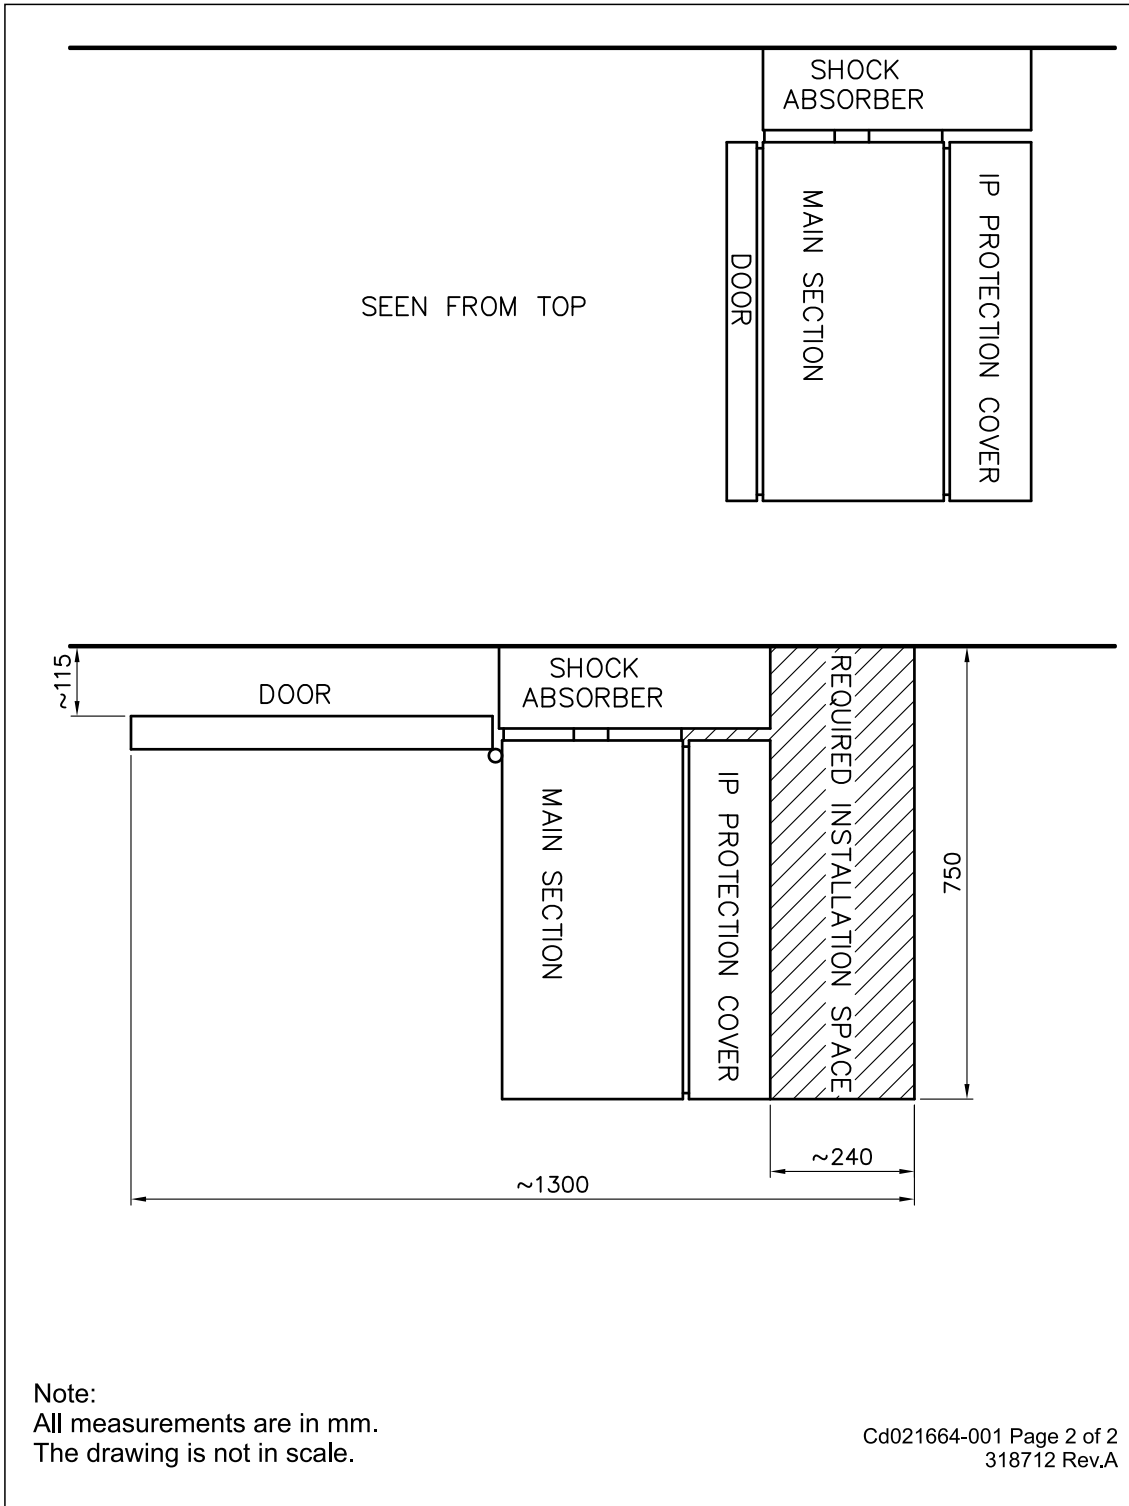 SHOCK
ABSORBER
DOOR
MAIN SECTION
IP PROTECTION COVER
SEEN FROM TOP
~115
DOOR
SHOCK
ABSORBER
MAIN SECTION
IP PROTECTION COVER
REQUIRED INSTALLATION SPACE
750
~240
~1300
Note:
All measurements are in mm.
The drawing is not in scale.
Cd021664-001 Page 2 of 2
318712 Rev.A